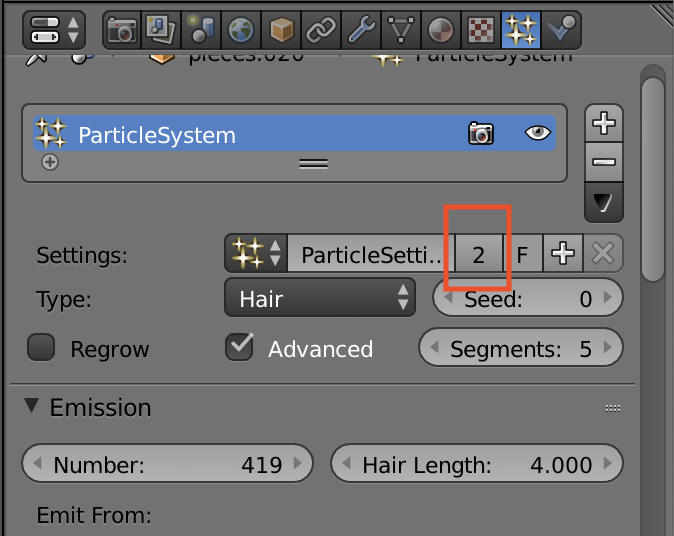 pieces.020 ParticleSystem
ParticleSystem
Settings: ParticleSetti.. 2 F
Type: Hair Seed: 0
Regrow Advanced Segments: 5
Emission
Number: 419 Hair Length: 4.000
Emit From: